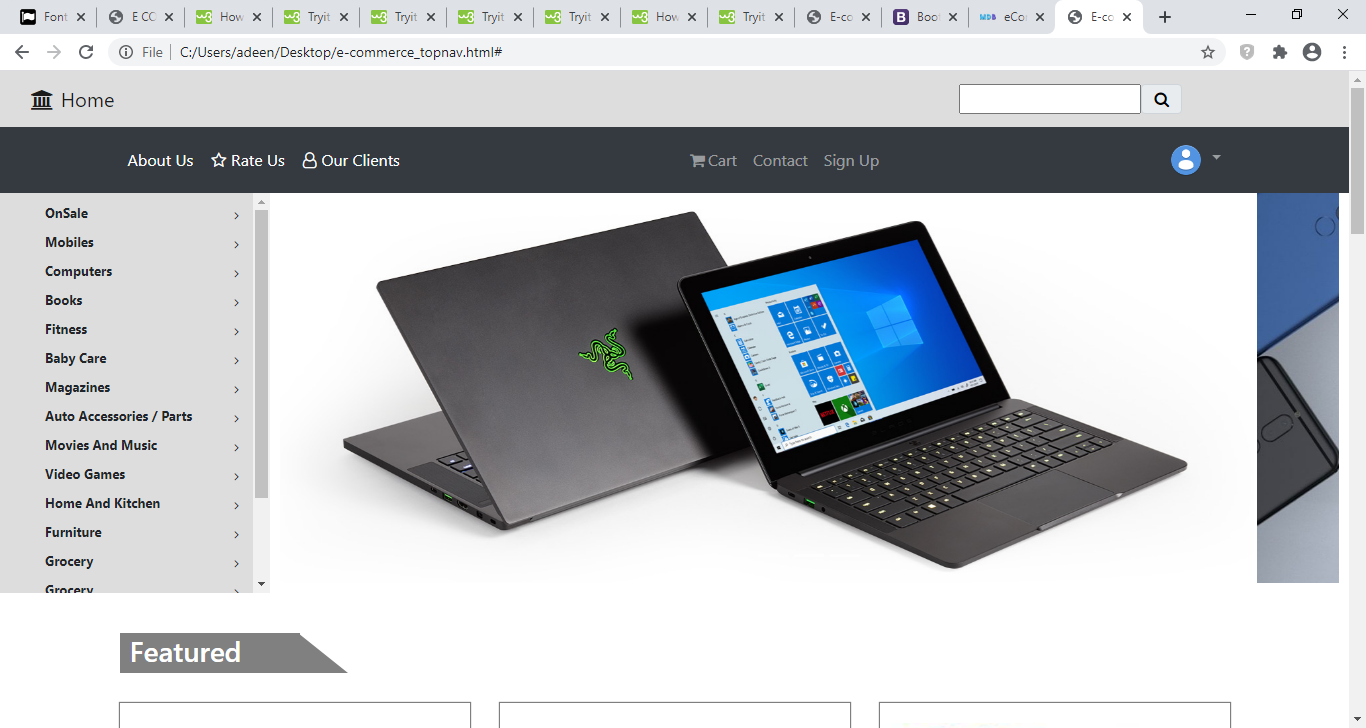 Font
E CC
How
Tryit
Tryit
Tryit
Tryit
How
Tryit
E-co
Boo
eCo
E-co
File
C:/Users/adeen/Desktop/e-commerce_topnav.html#
Home
About Us
Rate Us
Our Clients
Cart
Contact
Sign Up
OnSale
Mobiles
Computers
Books
Fitness
Baby Care
Magazines
Auto Accessories / Parts
Movies And Music
Video Games
Home And Kitchen
Furniture
Grocery
Grocery
Featured